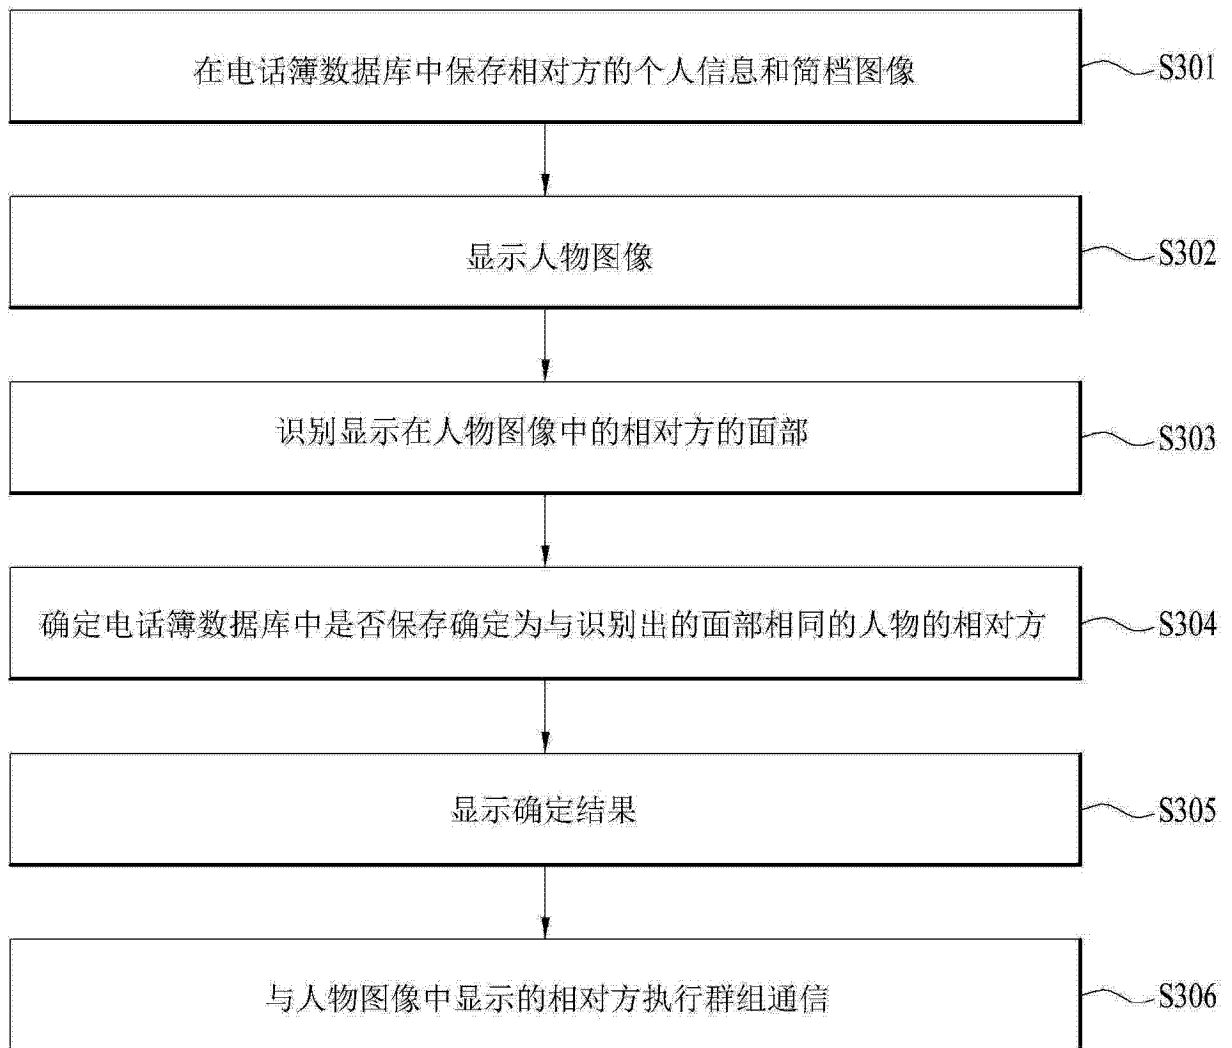 在电话簿数据库中保存相对方的个人信息和简档图像
S301
显示人物图像
S302
识别显示在人物图像中的相对方的面部
S303
确定电话簿数据库中是否保存确定为与识别出的面部相同的人物的相对方
S304
显示确定结果
S305
与人物图像中显示的相对方执行群组通信
S306